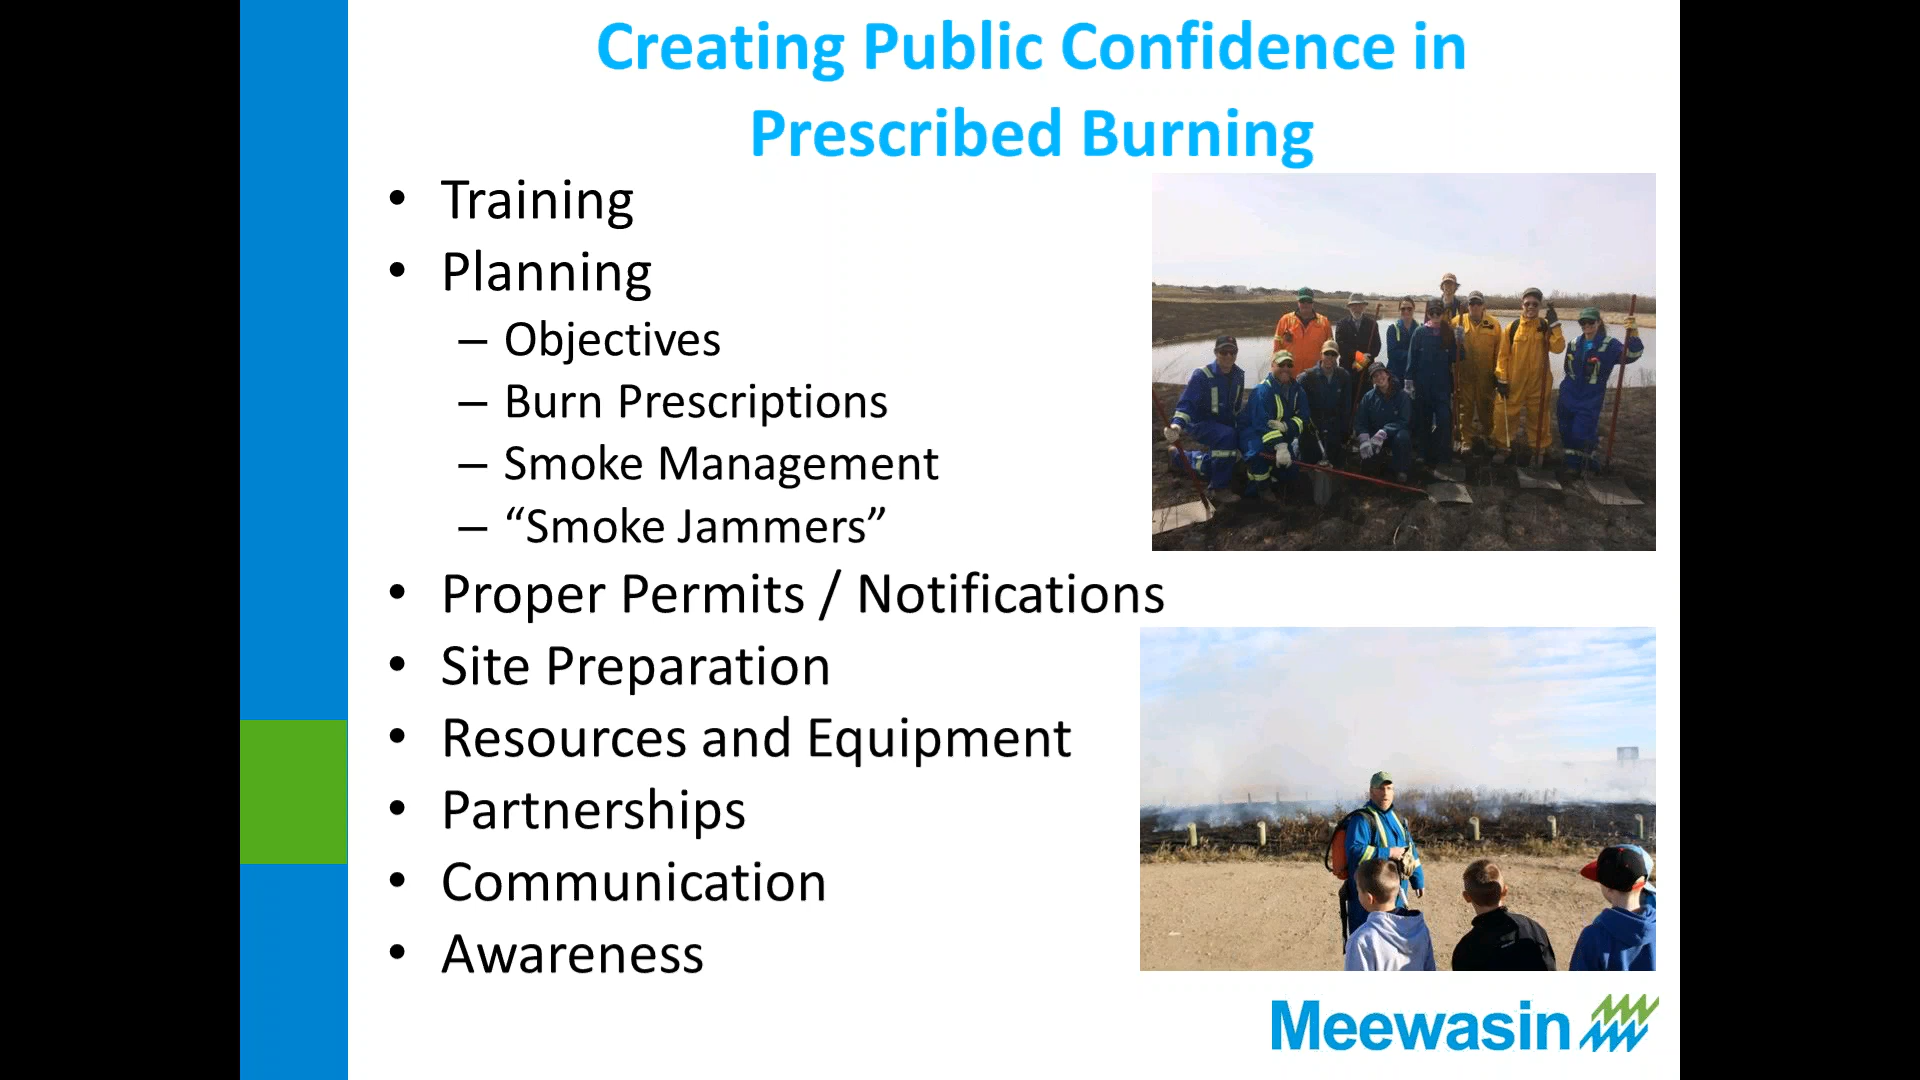 Creating Public Confidence in
Prescribed Burning
• Training
• Planning
– Objectives
– Burn Prescriptions
– Smoke Management
– “Smoke Jammers”
• Proper Permits / Notifications
• Site Preparation
• Resources and Equipment
• Partnerships
• Communication
• Awareness
Meewasin